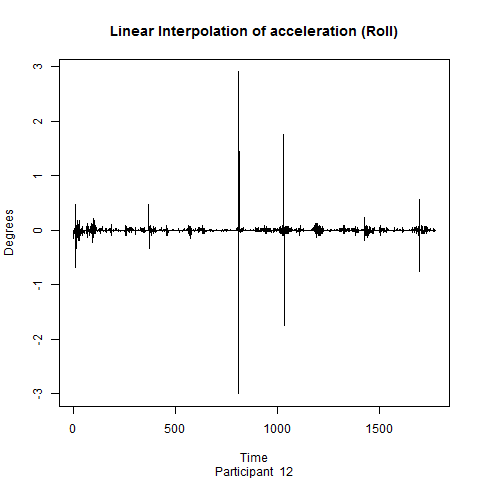 Linear Interpolation of acceleration (Roll)
Degrees
3
2
1
0
-1
-2
-3
0 500 1000 1500
Time
Participant 12